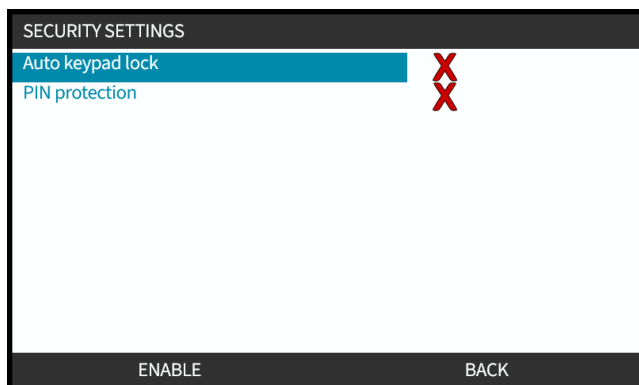 SECURITY SETTINGS
Auto keypad lock
PIN protection
ENABLE BACK